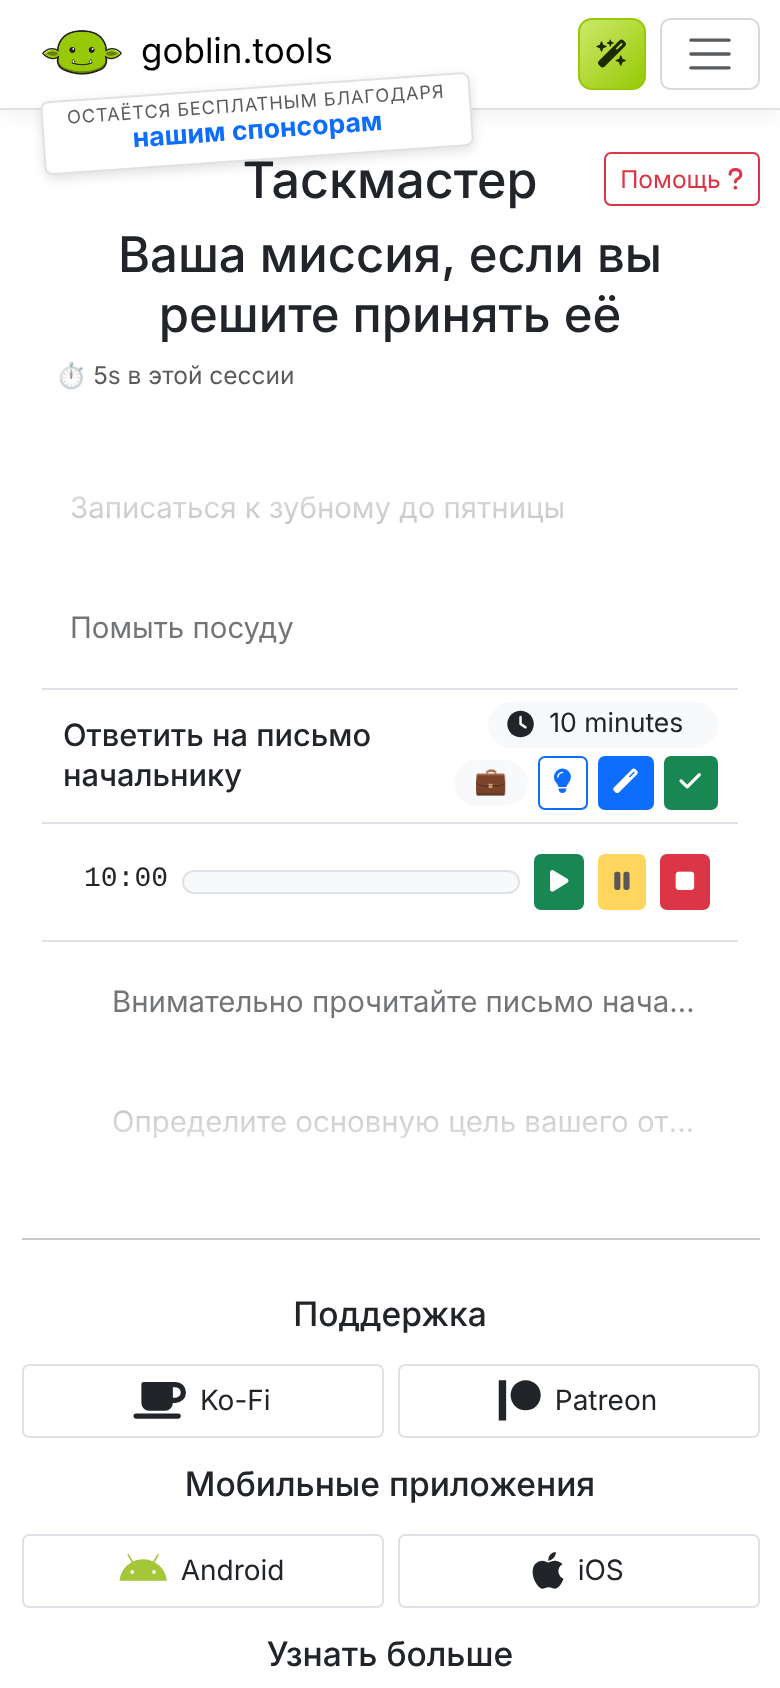 goblin.tools
ОСТАЁТСЯ БЕСПЛАТНЫМ БЛАГОДАРЯ
нашим спонсорам
Таскмастер
Помощь ?
Ваша миссия, если вы
решите принять её
5s в этой сессии
Записаться к зубному до пятницы
Помыть посуду
Ответить на письмо
начальнику
10 minutes
10:00
Внимательно прочитайте письмо нача...
Определите основную цель вашего от...
Поддержка
Ko-Fi
Patreon
Мобильные приложения
Android
iOS
Узнать больше